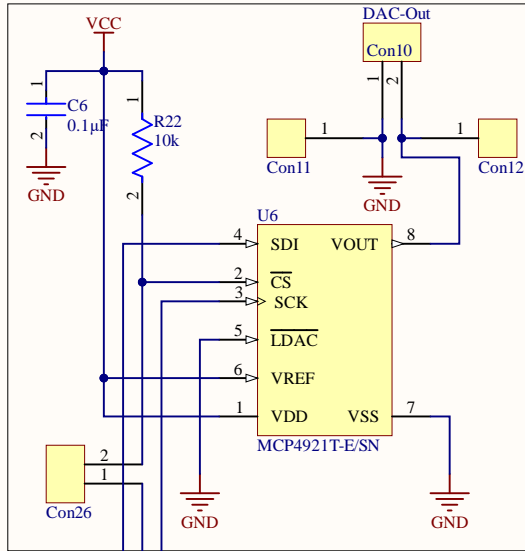 DAC-Out
VCC
Con10
1
2
1
C6
0.1µF
2
GND
1
R22
10k
2
1
Con11
1
Con12
GND
U6
4
SDI
VOUT
8
2
CS
3
SCK
5
LDAC
6
VREF
1
VDD
VSS
7
MCP4921T-E/SN
2
1
Con26
GND
GND